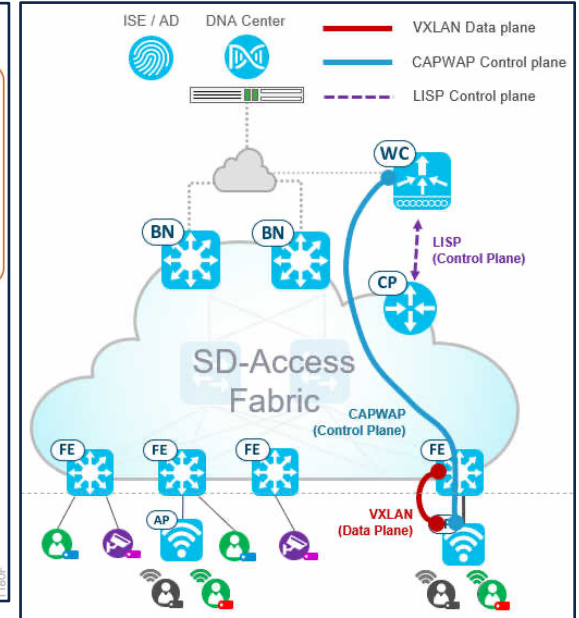 ISE / AD
DNA Center
VXLAN Data plane
CAPWAP Control plane
LISP Control plane
WC
BN
BN
LISP
(Control Plane)
CP
SD-Access
Fabric
CAPWAP
(Control Plane)
FE
FE
FE
FE
AP
VXLAN
(Data Plane)